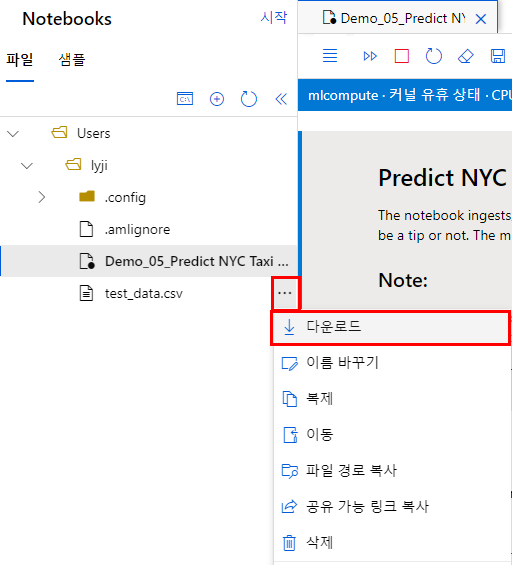 Notebooks
시작
Demo_05_Predict NY
파일
샘플
mlcompute · 커널 유휴 상태 · CPU
Users
lyji
.config
.amlignore
Demo_05_Predict NYC Taxi ...
test_data.csv
Predict NYC
The notebook ingests,
be a tip or not. The m
Note:
다운로드
이름 바꾸기
복제
이동
파일 경로 복사
공유 가능 링크 복사
삭제